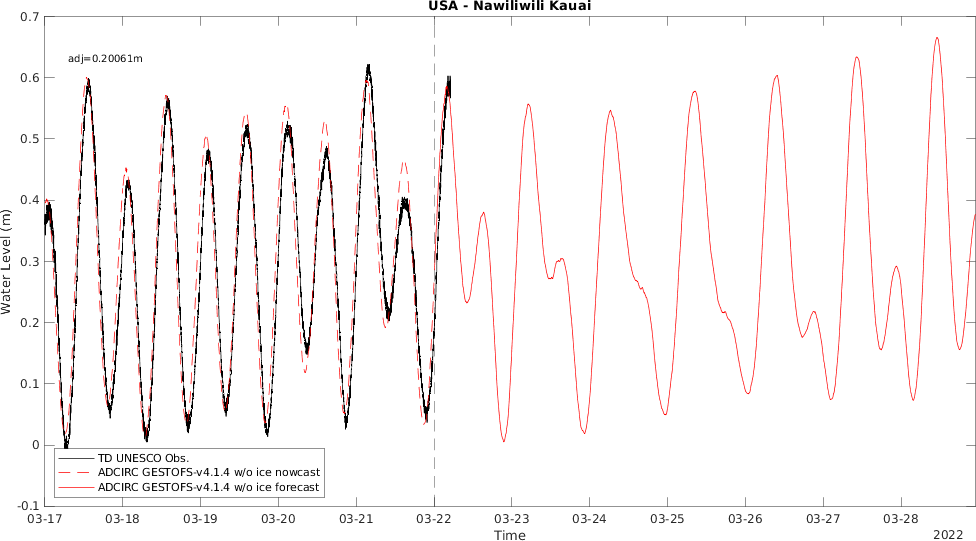 USA - Nawiliwili Kauai
adj=0.20061m
0.7
0.6
0.5
0.4
0.3
0.2
0.1
0
-0.1
Water Level (m)
TD UNESCO Obs.
ADCIRC GESTOFS-v4.1.4 w/o ice nowcast
ADCIRC GESTOFS-v4.1.4 w/o ice forecast
03-17 03-18 03-19 03-20 03-21 03-22 03-23 03-24 03-25 03-26 03-27 03-28
Time
2022